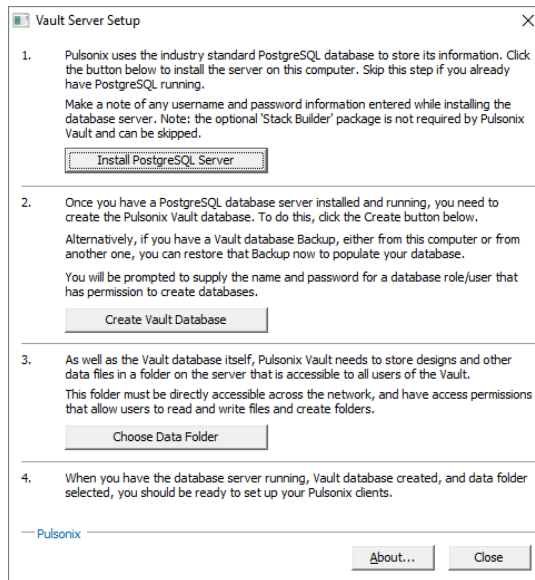 Vault Server Setup
1. Pulsonix uses the industry standard PostgreSQL database to store its information. Click
the button below to install the server on this computer. Skip this step if you already
have PostgreSQL running.
Make a note of any username and password information entered while installing the
database server. Note: the optional 'Stack Builder' package is not required by Pulsonix
Vault and can be skipped.
Install PostgreSQL Server
2. Once you have a PostgreSQL database server installed and running, you need to
create the Pulsonix Vault database. To do this, click the Create button below.
Alternatively, if you have a Vault database Backup, either from this computer or from
another one, you can restore that Backup now to populate your database.
You will be prompted to supply the name and password for a database role/user that
has permission to create databases.
Create Vault Database
3. As well as the Vault database itself, Pulsonix Vault needs to store designs and other
data files in a folder on the server that is accessible to all users of the Vault.
This folder must be directly accessible across the network, and have access permissions
that allow users to read and write files and create folders.
Choose Data Folder
4. When you have the database server running, Vault database created, and data folder
selected, you should be ready to set up your Pulsonix clients.
Pulsonix
About...
Close